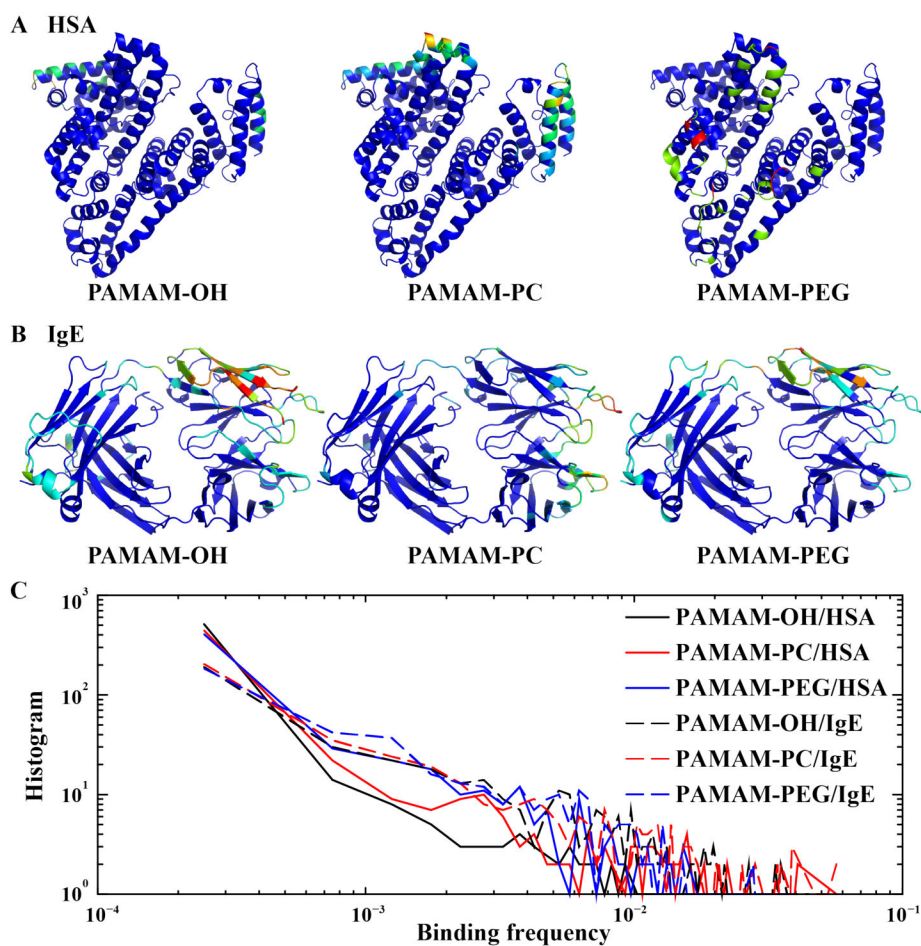 A HSA
PAMAM-OH PAMAM-PC PAMAM-PEG
B IgE
PAMAM-OH PAMAM-PC PAMAM-PEG
C
Histogram
10³
10²
10¹
10⁰
PAMAM-OH/HSA
PAMAM-PC/HSA
PAMAM-PEG/HSA
PAMAM-OH/IgE
PAMAM-PC/IgE
PAMAM-PEG/IgE
10⁻⁴ 10⁻³ 10⁻² 10⁻¹
Binding frequency